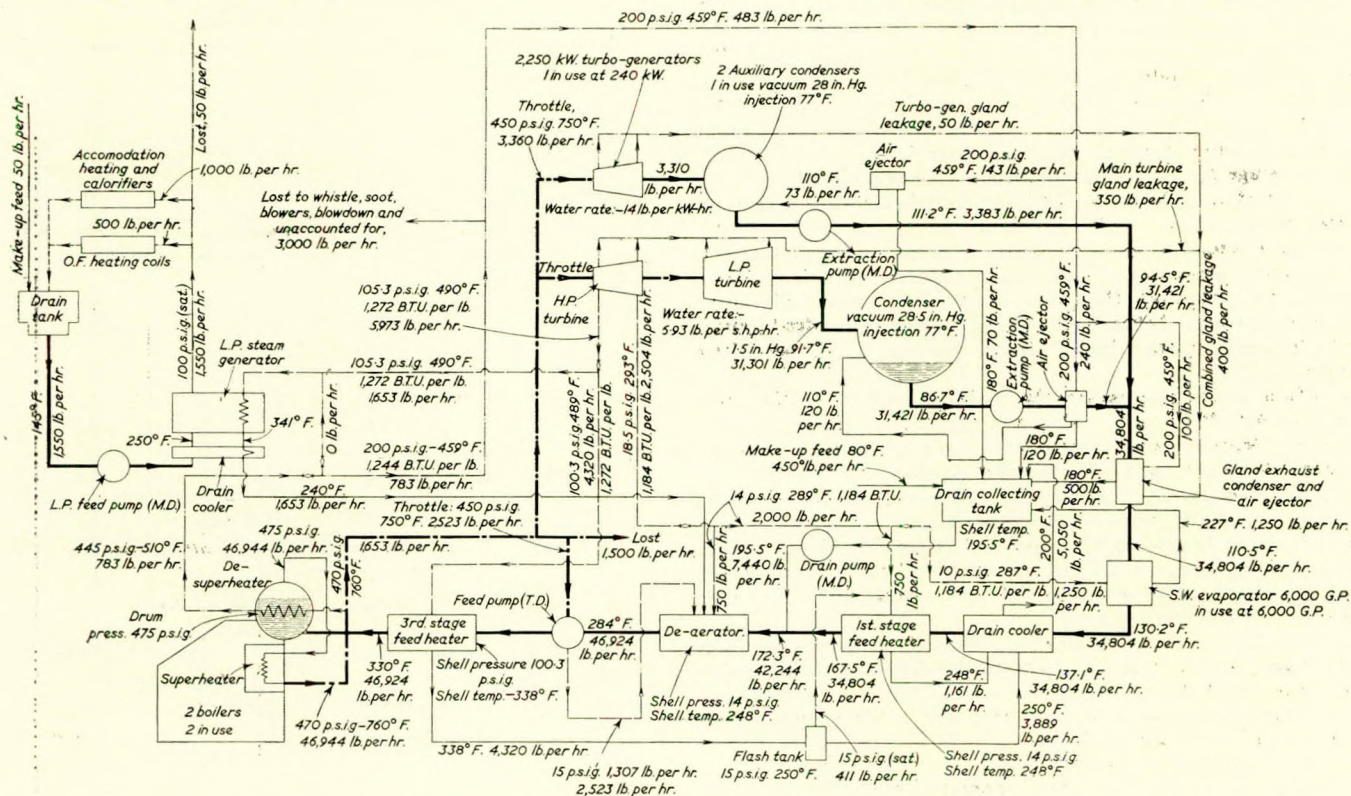 200 p.s.i.g. 459° F. 483 lb. per hr.
2,250 kW. turbo-generators
1 in use at 240 kW.
2 Auxiliary condensers
1 in use vacuum 28 in. Hg.
injection 77° F.
Make-up feed 50 lb. per hr.
Lost, 50 lb. per hr.
Throttle,
450 p.s.i.g. 750° F.
3,360 lb. per hr.
Turbo-gen. gland
leakage, 50 lb. per hr.
Air
ejector
200 p.s.i.g.
459° F. 143 lb. per hr.
Main turbine
gland leakage,
350 lb. per hr.
Accomodation
heating and
calorifiers
1,000 lb. per hr.
500 lb. per hr.
O.F. heating coils
Lost to whistle, soot,
blowers, blowdown and
unaccounted for,
3,000 lb. per hr.
3,310
lb. per hr.
110° F.
73 lb. per hr.
Water rate:-14 lb. per kW-hr.
111.2° F. 3,383 lb. per hr.
Extraction
pump (M.D.)
Drain
tank
Throttle
H.P.
turbine
L.P.
turbine
105·3 p.s.i.g. 490° F.
1,272 B.T.U. per lb.
5973 lb. per hr.
Water rate:-
5·93 lb. per s.h.p.-hr.
Condenser
vacuum 28·5 in. Hg.
injection 77° F.
1·5 in. Hg. 91·7° F.
31,301 lb. per hr.
180° F. 70 lb. per hr.
Extraction
pump (M.D.)
Air ejector
200 p.s.i.g. 459° F.
240 lb. per hr.
94·5° F.
31,421
lb. per hr.
Combined gland leakage
400 lb. per hr.
100 p.s.i.g. (sat.)
1,550 lb. per hr.
L.P. steam
generator
105·3 p.s.i.g. 490° F.
1,272 B.T.U. per lb.
1,653 lb. per hr.
0 lb. per hr.
100·3 p.s.i.g. 489° F.
4,320 lb. per hr.
1,272 B.T.U. per lb
18·5 p.s.i.g. 293° F.
1,184 B.T.U. per lb. 2,504 lb. per hr.
110° F.
120 lb.
per hr.
86·7° F.
31,421 lb. per hr.
34,804
lb. per hr.
200 p.s.i.g. 459° F.
100 lb. per hr.
145° F.
1,550 lb. per hr.
250° F.
341° F.
200 p.s.i.g.-459° F.
1,244 B.T.U. per lb.
783 lb. per hr.
180° F.
120 lb. per hr.
Make-up feed 80° F.
450 lb. per hr.
180° F.
500 lb.
per hr.
Gland exhaust
condenser and
air ejector
L.P. feed pump (M.D.)
Drain
cooler
240° F.
1,653 lb. per hr.
Throttle: 450 p.s.i.g.
750° F. 2523 lb. per hr.
14 p.s.i.g. 289° F. 1,184 B.T.U.
2,000 lb. per hr.
Drain collecting
tank
Shell temp.
195·5° F.
200° F.
5,050
lb. per hr.
227° F. 1,250 lb. per hr.
445 p.s.i.g-510° F.
783 lb. per hr.
475 p.s.i.g.
46,944 lb. per hr.
De-
superheater
470 p.s.i.g.
760° F.
1,653 lb. per hr.
Lost
1,500 lb. per hr.
750 lb. per hr.
195·5° F.
7,440 lb.
per hr.
Drain pump
(M.D.)
750
lb. per hr.
10 p.s.i.g. 287° F.
1,184 B.T.U. per lb.
1,250 lb.
per hr.
110·5° F.
34,804 lb. per hr.
S.W. evaporator 6,000 G.P.
in use at 6,000 G.P.
Drum
press. 475 p.s.i.g.
Feed pump (T.D.)
3rd. stage
feed heater
284° F.
46,924
lb. per hr.
De-aerator.
1st. stage
feed heater
Drain cooler
130·2° F.
34,804 lb. per hr.
Superheater
330° F.
46,924
lb. per hr.
Shell pressure 100·3
p.s.i.g.
Shell temp.-338° F.
172·3° F.
42,244
lb. per hr.
167·5° F.
34,804
lb. per hr.
248° F.
1,161 lb.
per hr.
137·1° F.
34,804 lb. per hr.
2 boilers
2 in use
470 p.s.i.g-760° F.
46,944 lb. per hr.
Shell press. 14 p.s.i.g.
Shell temp. 248° F.
250° F.
3,889
lb. per hr.
338° F. 4,320 lb. per hr.
15 p.s.i.g. 1,307 lb. per hr.
2,523 lb. per hr.
Flash tank
15 p.s.i.g. 250° F.
15 p.s.i.g. (sat.)
411 lb. per hr.
Shell press. 14 p.s.i.g.
Shell temp. 248° F